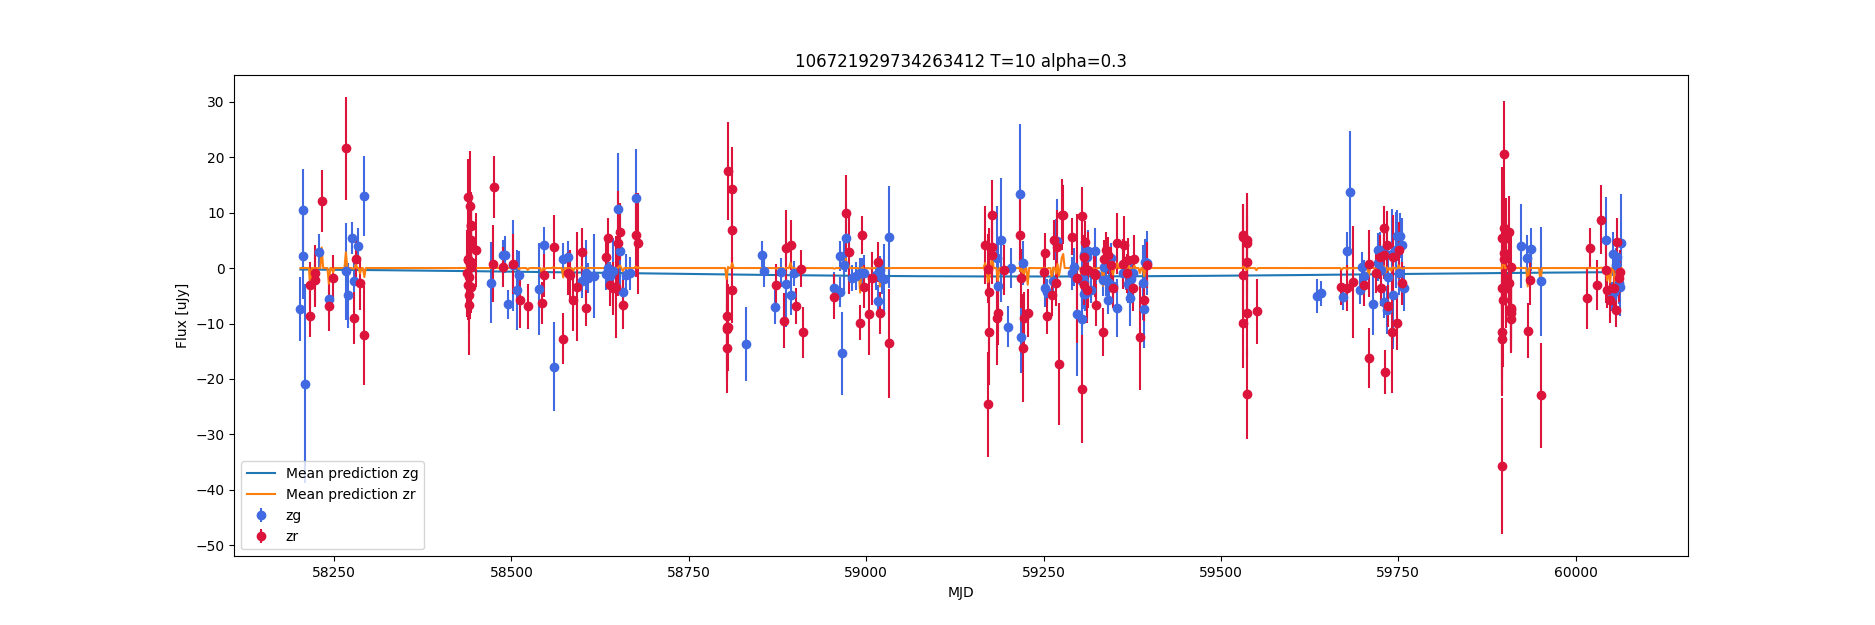 106721929734263412 T=10 alpha=0.3
Flux [uJy]
30
20
10
0
−10
−20
−30
−40
−50
Mean prediction zg
Mean prediction zr
zg
zr
58250 58500 58750 59000 59250 59500 59750 60000
MJD